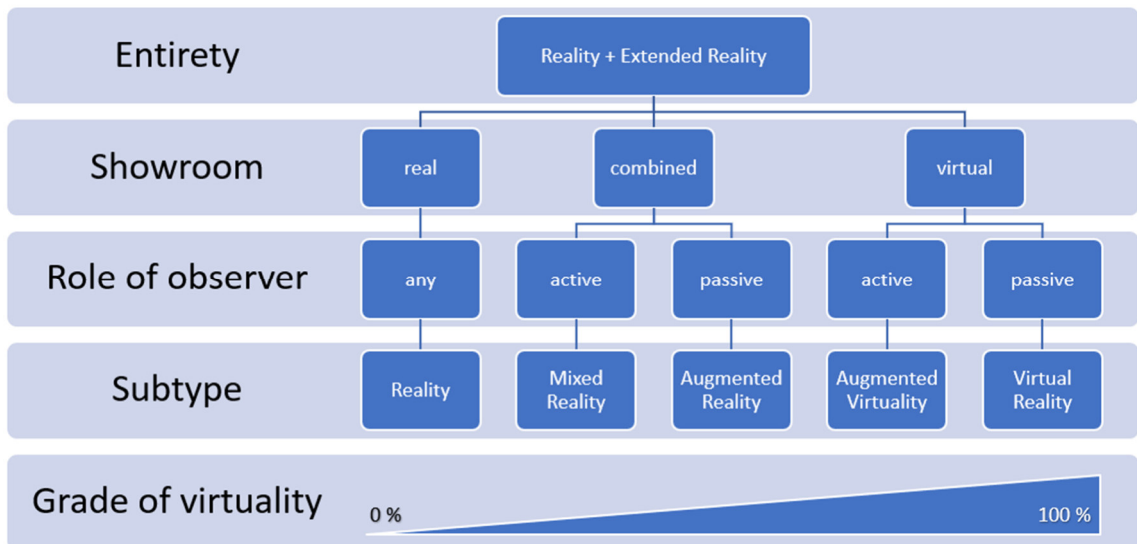 Entirety
Reality + Extended Reality
Showroom
real
combined
virtual
Role of observer
any
active
passive
active
passive
Subtype
Reality
Mixed
Reality
Augmented
Reality
Augmented
Virtuality
Virtual
Reality
Grade of virtuality
0 %
100 %